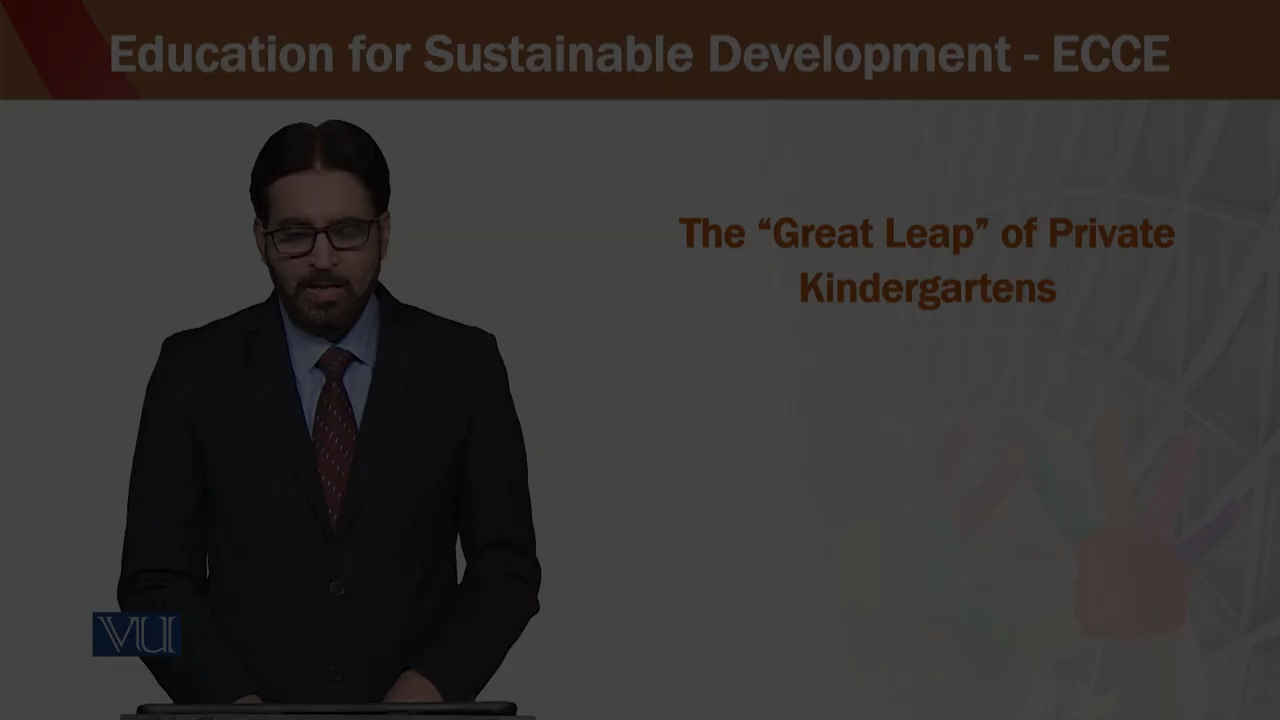 Education for Sustainable Development - ECCE
The “Great Leap” of Private
Kindergartens
VU